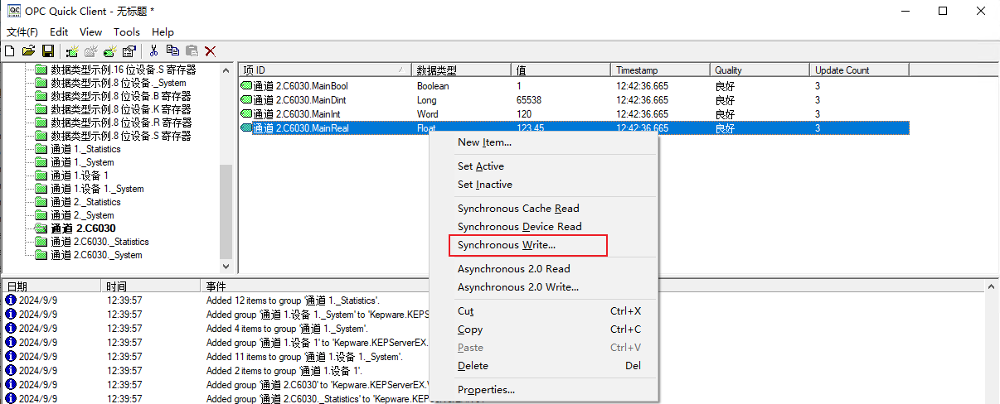 OPC Quick Client - 无标题 *
文件(F) Edit View Tools Help
数据类型示例.16 位设备.S 寄存器
数据类型示例.8 位设备._System
数据类型示例.8 位设备.B 寄存器
数据类型示例.8 位设备.K 寄存器
数据类型示例.8 位设备.R 寄存器
数据类型示例.8 位设备.S 寄存器
通道 1._Statistics
通道 1._System
通道 1.设备 1
通道 1.设备 1._System
通道 2._Statistics
通道 2._System
通道 2.C6030
通道 2.C6030._Statistics
通道 2.C6030._System
项 ID 数据类型 值 Timestamp Quality Update Count
通道 2.C6030.MainBool Boolean 1 12:42:36.665 良好 3
通道 2.C6030.MainDint Long 65538 12:42:36.665 良好 3
通道 2.C6030.MainInt Word 120 12:42:36.665 良好 3
通道 2.C6030.MainReal Float 123.45 12:42:36.665 良好 3
New Item...
Set Active
Set Inactive
Synchronous Cache Read
Synchronous Device Read
Synchronous Write...
Asynchronous 2.0 Read
Asynchronous 2.0 Write...
Cut Ctrl+X
Copy Ctrl+C
Paste Ctrl+V
Delete Del
Properties...
日期 时间 事件
2024/9/9 12:39:57 Added 12 items to group '通道 1._Statistics'.
2024/9/9 12:39:57 Added group '通道 1.设备 1._System' to 'Kepware.KEPS
2024/9/9 12:39:57 Added 4 items to group '通道 1._System'.
2024/9/9 12:39:57 Added group '通道 1.设备 1' to 'Kepware.KEPServerEX.
2024/9/9 12:39:57 Added 11 items to group '通道 1.设备 1._System'.
2024/9/9 12:39:57 Added 2 items to group '通道 1.设备 1'.
2024/9/9 12:39:57 Added group '通道 2.C6030' to 'Kepware.KEPServerEX.
2024/9/9 12:39:57 Added group '通道 2.C6030._Statistics' to 'Kepware.KEPServerEX